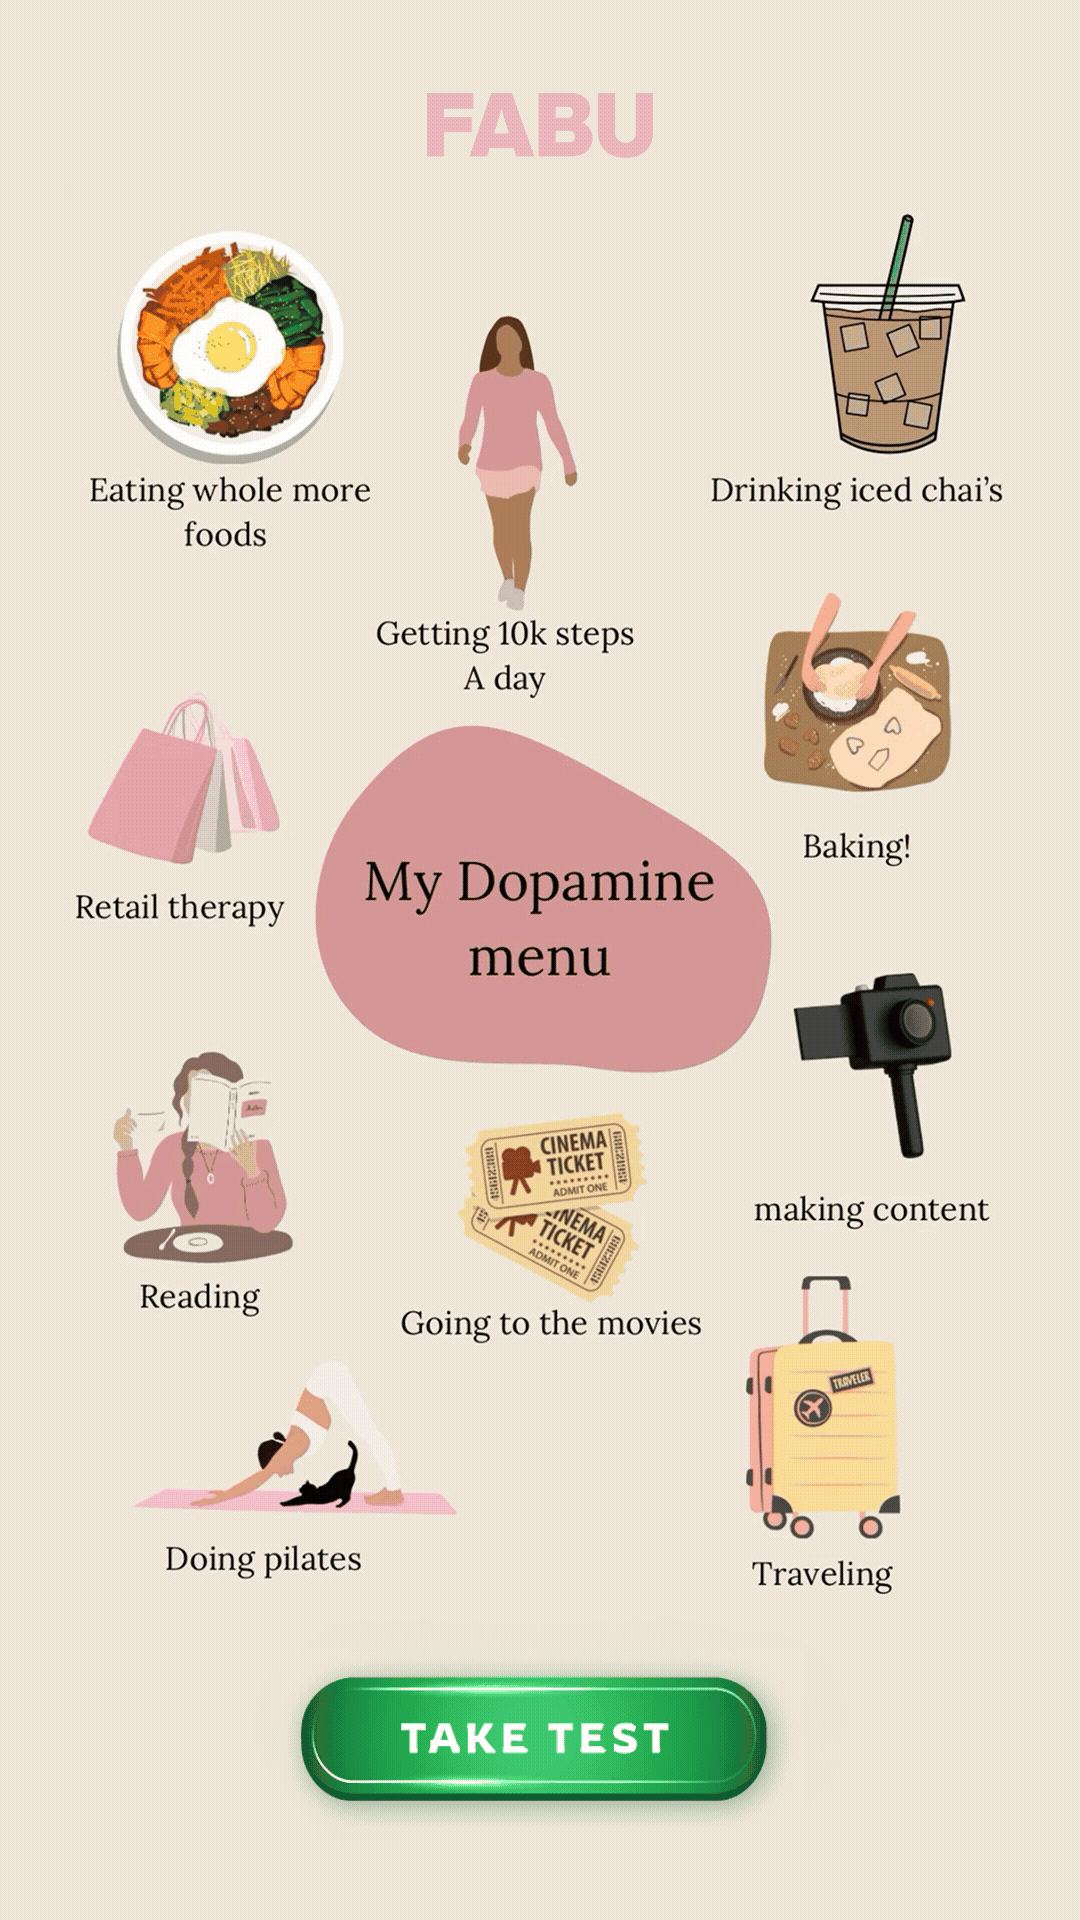 FABU
Eating whole more
foods
Getting 10k steps
A day
Drinking iced chai’s
Baking!
Retail therapy
My Dopamine
menu
making content
Reading
CINEMA
TICKET
ADMIT ONE
CINEMA
TICKET
ADMIT ONE
Going to the movies
TRAVELER
Doing pilates
Traveling
TAKE TEST